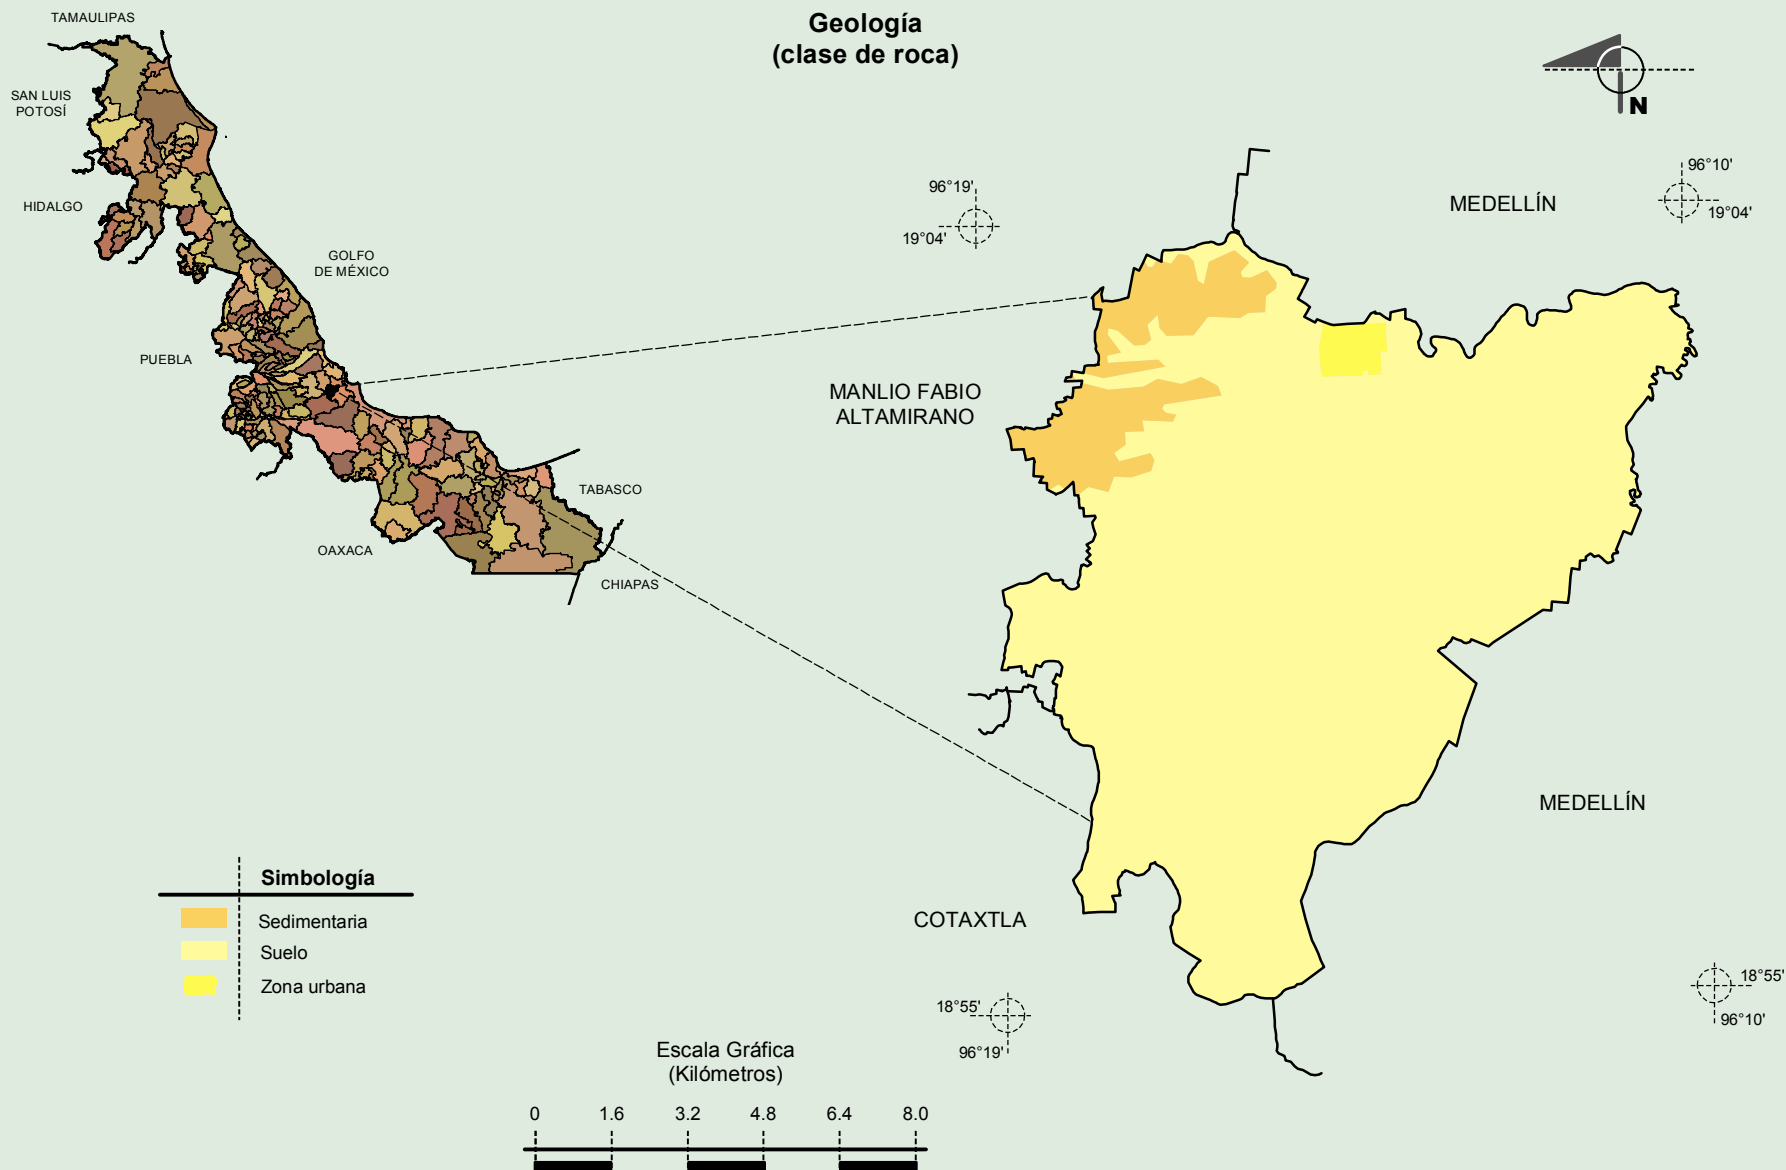 Geología
(clase de roca)
TAMAULIPAS
SAN LUIS
POTOSÍ
HIDALGO
GOLFO
DE MÉXICO
PUEBLA
TABASCO
OAXACA
CHIAPAS
N
96°19'
19°04'
96°10'
19°04'
MEDELLÍN
MANLIO FABIO
ALTAMIRANO
MEDELLÍN
COTAXTLA
18°55'
96°19'
18°55'
96°10'
Simbología
Sedimentaria
Suelo
Zona urbana
Escala Gráfica
(Kilómetros)
0 1.6 3.2 4.8 6.4 8.0